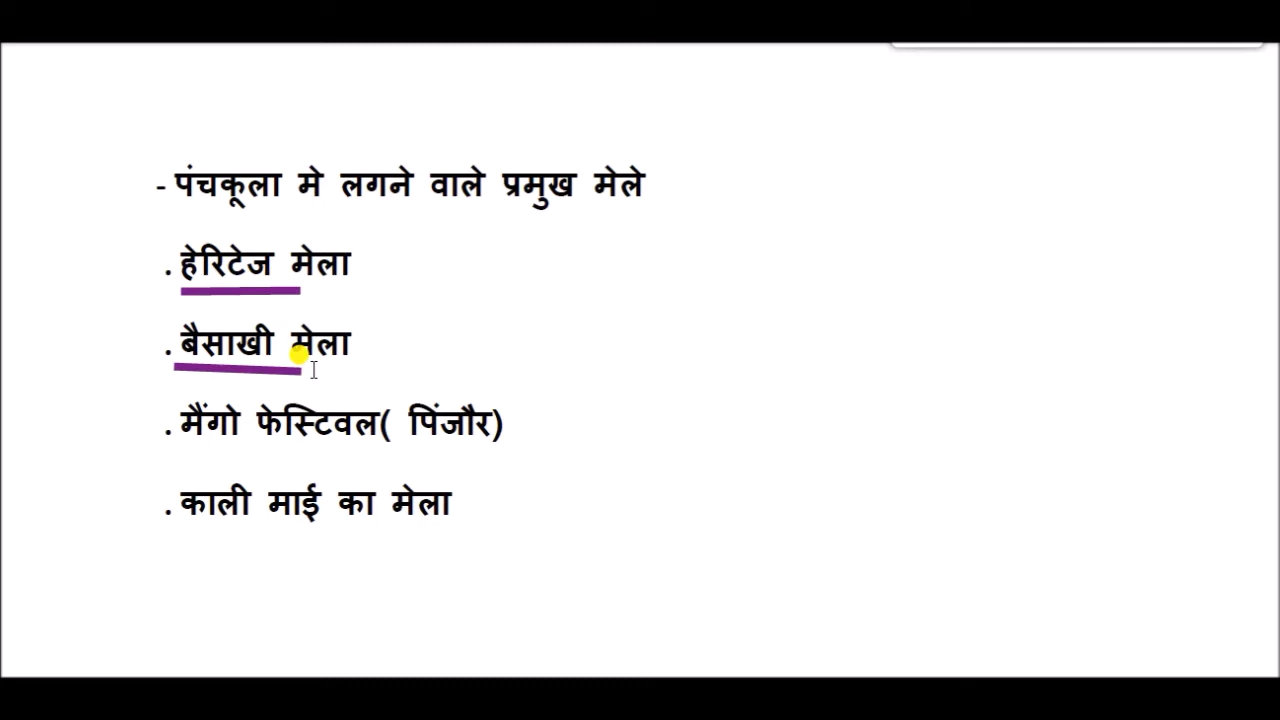 - पंचकूला मे लगने वाले प्रमुख मेले
. हेरिटेज मेला
. बैसाखी मेला
. मैंगो फेस्टिवल( पिंजौर)
. काली माई का मेला